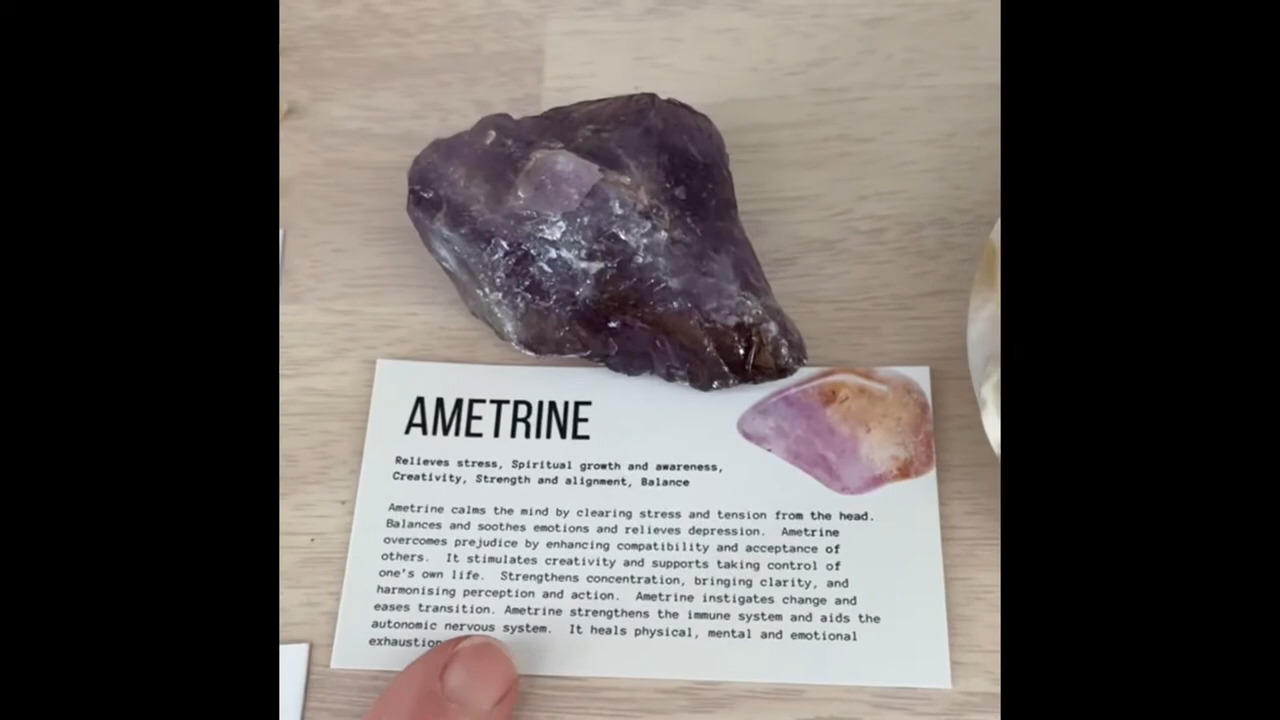 AMETRINE
Relieves stress, Spiritual growth and awareness,
Creativity, Strength and alignment, Balance
Ametrine calms the mind by clearing stress and tension from the head.
Balances and soothes emotions and relieves depression. Ametrine
overcomes prejudice by enhancing compatibility and acceptance of
others. It stimulates creativity and supports taking control of
one's own life. Strengthens concentration, bringing clarity, and
harmonising perception and action. Ametrine instigates change and
eases transition. Ametrine strengthens the immune system and aids the
autonomic nervous system. It heals physical, mental and emotional
exhaustion